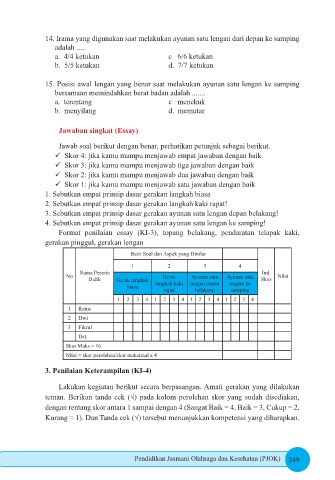 14. Irama yang digunakan saat melakukan ayunan satu lengan dari depan ke samping
adalah .....
a. 4/4 ketukan c 6/6 ketukan
b. 5/5 ketukan d. 7/7 ketukan
15. Posisi awal lengan yang benar saat melakukan ayunan satu lengan ke samping
bersamaan memindahkan berat badan adalah .......
a. terentang c menekuk
b. menyilang d. memutar
Jawaban singkat (Essay)
Jawab soal berikut dengan benar, perhatikan petunjuk sebagai berikut.
✓ Skor 4: jika kamu mampu menjawab empat jawaban dengan baik
✓ Skor 3: jika kamu mampu menjawab tiga jawaban dengan baik
✓ Skor 2: jika kamu mampu menjawab dua jawaban dengan baik
✓ Skor 1: jika kamu mampu menjawab satu jawaban dengan baik
1. Sebutkan empat prinsip dasar gerakan langkah biasa
2. Sebutkan empat prinsip dasar gerakan langkah kaki rapat!
3. Sebutkan empat prinsip dasar gerakan ayunan satu lengan depan belakang!
4. Sebutkan empat prinsip dasar gerakan ayunan satu lengan ke samping!
Format penilaian essay (KI-3), topang belakang, pendaratan telapak kaki,
gerakan pinggul, gerakan lengan
Butir Soal dan Aspek yang Dinilai
1 2 3 4
No Nama Peserta Didik Gerak langkah biasa Gerak langkah kaki rapat Ayunan satu lengan depan belakang Ayunan satu lengan ke samping Jml Skor Nilai
1 2 3 4 1 2 3 4 1 2 3 4 1 2 3 4
1 Ratna
2 Dwi
3 Fikrul
Dst.
Skor Maks = 16
Nilai = skor perolehan/skor maksimal x 4
3. Penilaian Keterampilan (KI-4)
Lakukan kegiatan berikut secara berpasangan. Amati gerakan yang dilakukan
teman. Berikan tanda cek (√) pada kolom perolehan skor yang sudah disediakan,
dengan rentang skor antara 1 sampai dengan 4 (Sangat Baik = 4, Baik = 3, Cukup = 2,
Kurang = 1). Dan Tanda cek (√) tersebut menunjukkan kompetensi yang diharapkan.
Pendidikan Jasmani Olahraga dan Kesehatan (PJOK) 249